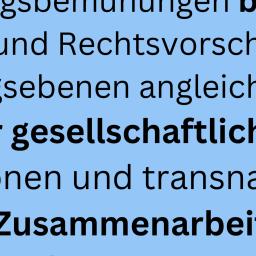 gsbemühungen b
und Rechtsvorsch
gsebenen angleich
r gesellschaftlich
onen und transna
Zusammenarbeit